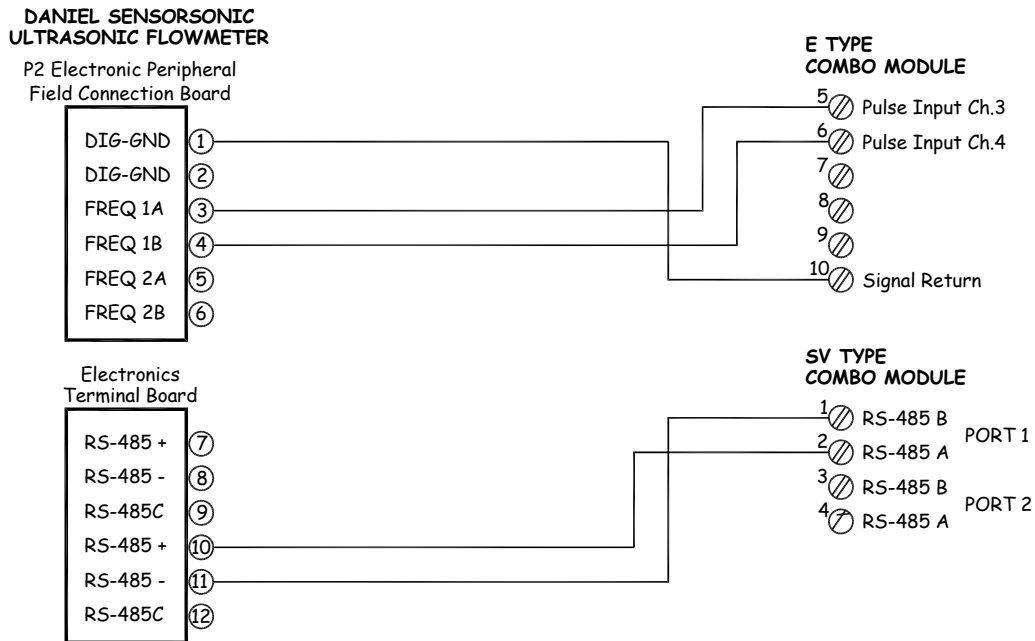 DANIEL SENSORSONIC
ULTRASONIC FLOWMETER
P2 Electronic Peripheral
Field Connection Board
DIG-GND 1
DIG-GND 2
FREQ 1A 3
FREQ 1B 4
FREQ 2A 5
FREQ 2B 6
E TYPE
COMBO MODULE
5 Pulse Input Ch.3
6 Pulse Input Ch.4
7
8
9
10 Signal Return
Electronics
Terminal Board
RS-485 + 7
RS-485 - 8
RS-485C 9
RS-485 + 10
RS-485 - 11
RS-485C 12
SV TYPE
COMBO MODULE
1 RS-485 B
PORT 1
2 RS-485 A
3 RS-485 B
PORT 2
4 RS-485 A